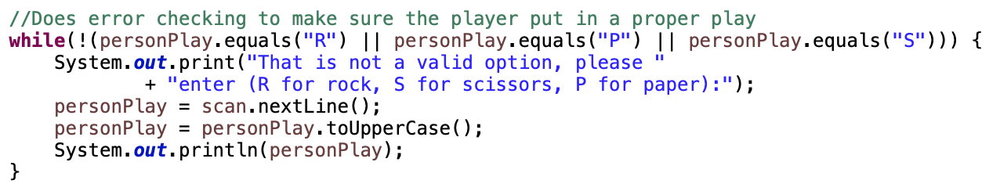 //Does error checking to make sure the player put in a proper play
while(!(personPlay.equals("R") || personPlay.equals("P") || personPlay.equals("S"))) {
    System.out.print("That is not a valid option, please "
            + "enter (R for rock, S for scissors, P for paper):");
    personPlay = scan.nextLine();
    personPlay = personPlay.toUpperCase();
    System.out.println(personPlay);
}